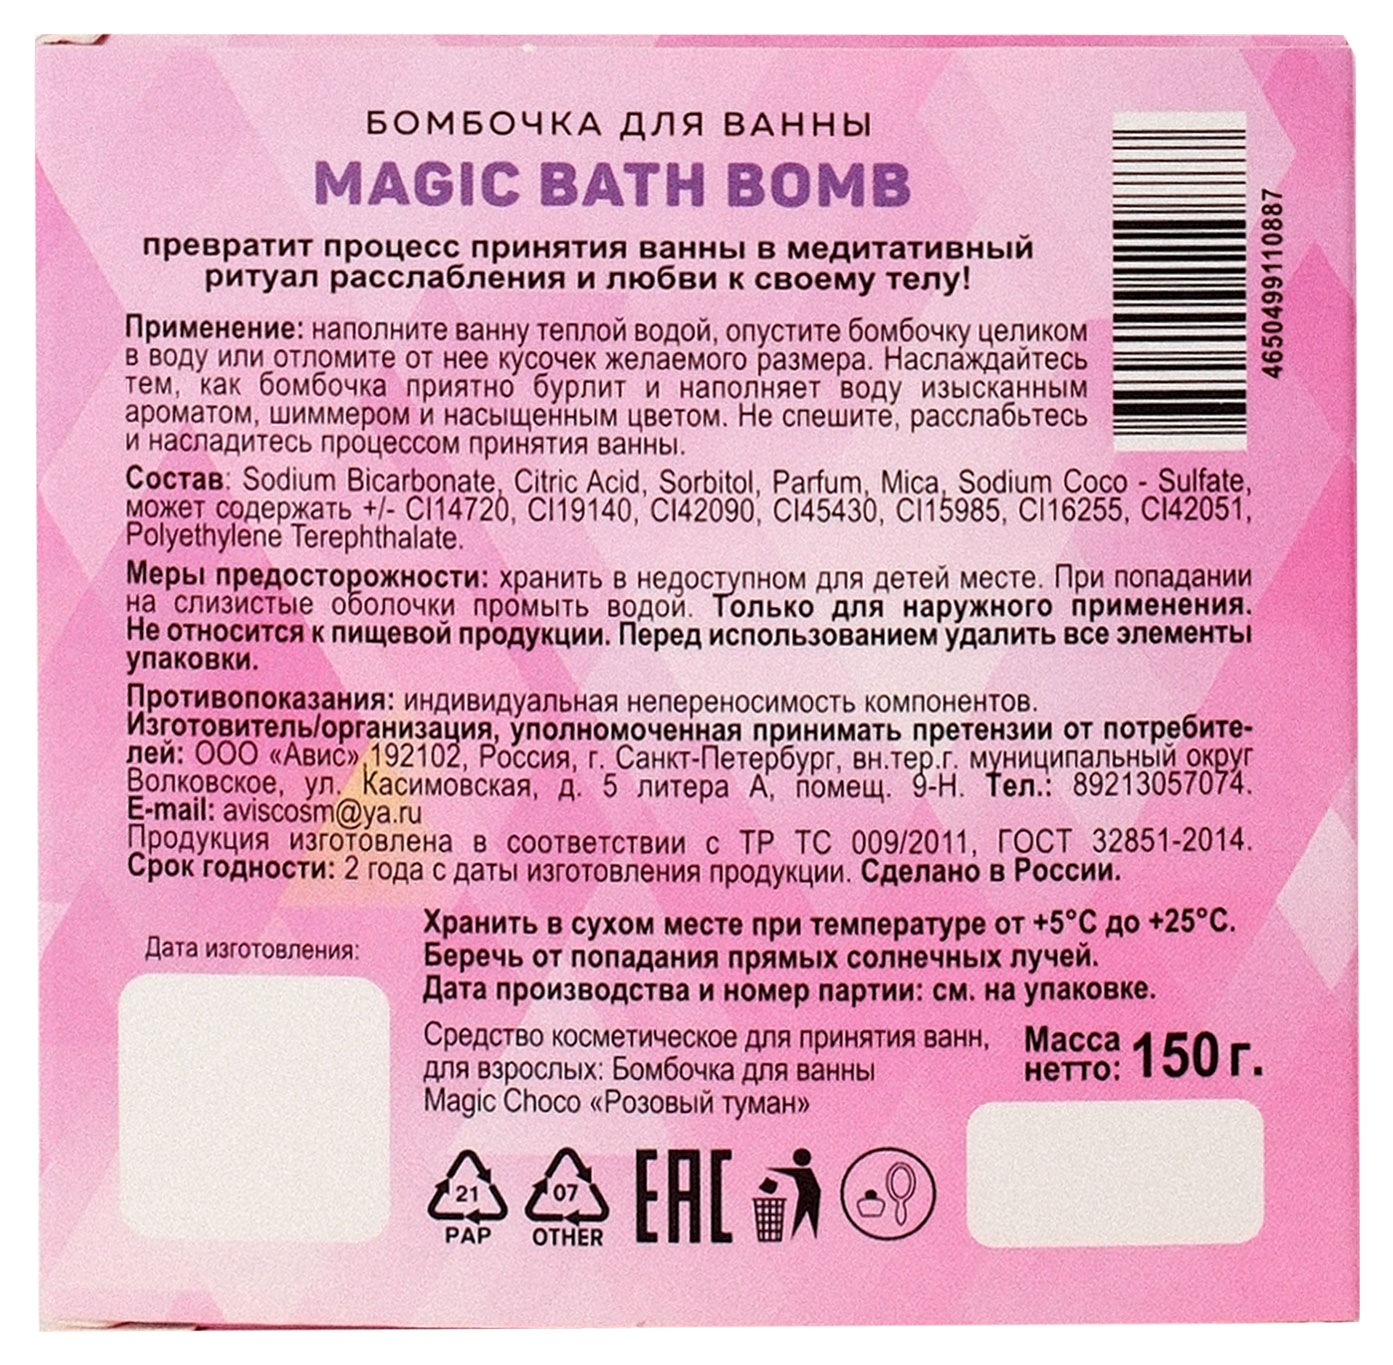 БОМБОЧКА ДЛЯ ВАННЫ
MAGIC BATH BOMB
превратит процесс принятия ванны в медитативный
ритуал расслабления и любви к своему телу!
4650499110887
Применение: наполните ванну теплой водой, опустите бомбочку целиком
в воду или отломите от нее кусочек желаемого размера. Наслаждайтесь
тем, как бомбочка приятно бурлит и наполняет воду изысканным
ароматом, шиммером и насыщенным цветом. Не спешите, расслабьтесь
и насладитесь процессом принятия ванны.
Состав: Sodium Bicarbonate, Citric Acid, Sorbitol, Parfum, Mica, Sodium Coco - Sulfate,
может содержать +/- CI14720, CI19140, CI42090, CI45430, CI15985, CI16255, CI42051,
Polyethylene Terephthalate.
Меры предосторожности: хранить в недоступном для детей месте. При попадании
на слизистые оболочки промыть водой. Только для наружного применения.
Не относится к пищевой продукции. Перед использованием удалить все элементы
упаковки.
Противопоказания: индивидуальная непереносимость компонентов.
Изготовитель/организация, уполномоченная принимать претензии от потребите-
лей: ООО «Авис» 192102, Россия, г. Санкт-Петербург, вн.тер.г. муниципальный округ
Волковское, ул. Касимовская, д. 5 литера А, помещ. 9-Н. Тел.: 89213057074.
E-mail: aviscosm@ya.ru
Продукция изготовлена в соответствии с ТР ТС 009/2011, ГОСТ 32851-2014.
Срок годности: 2 года с даты изготовления продукции. Сделано в России.
Хранить в сухом месте при температуре от +5°С до +25°С.
Беречь от попадания прямых солнечных лучей.
Дата производства и номер партии: см. на упаковке.
Дата изготовления:
Средство косметическое для принятия ванн,
для взрослых: Бомбочка для ванны
Magic Choco «Розовый туман»
Масса
нетто: 150 г.
21
PAP
07
OTHER
EAC